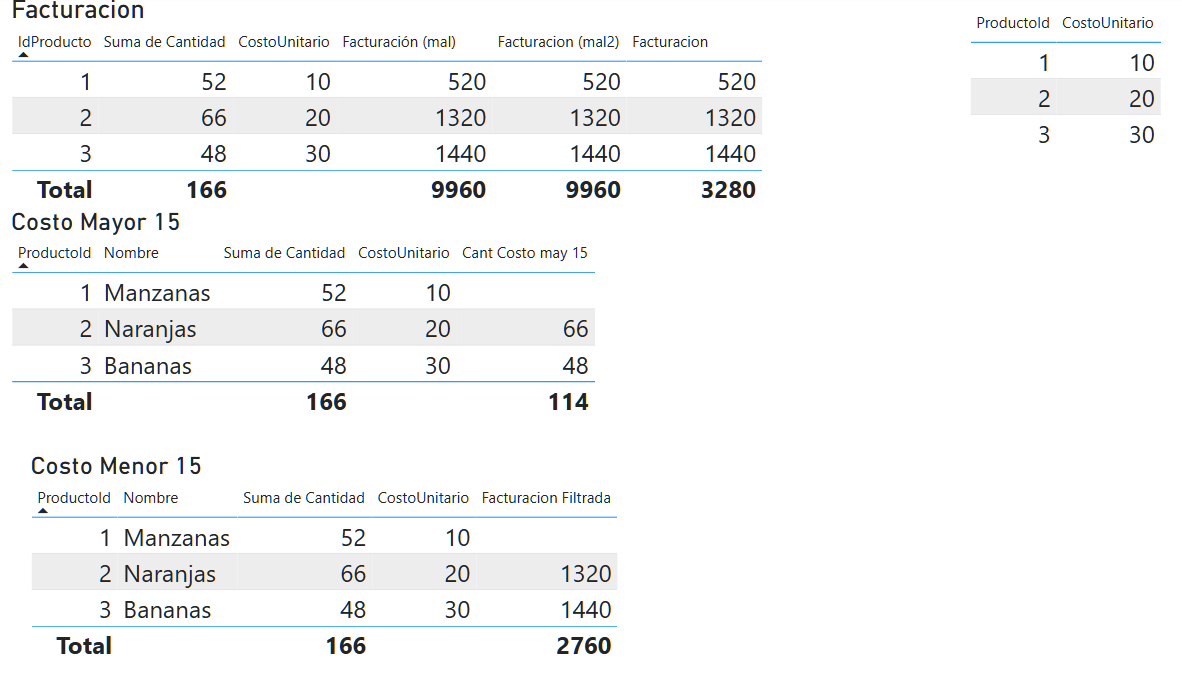 Facturacion
IdProducto Suma de Cantidad CostoUnitario Facturación (mal) Facturacion (mal2) Facturacion
1 52 10 520 520 520
2 66 20 1320 1320 1320
3 48 30 1440 1440 1440
Total 166 9960 9960 3280
ProductoId CostoUnitario
1 10
2 20
3 30
Costo Mayor 15
ProductoId Nombre Suma de Cantidad CostoUnitario Cant Costo may 15
1 Manzanas 52 10
2 Naranjas 66 20 66
3 Bananas 48 30 48
Total 166 114
Costo Menor 15
ProductoId Nombre Suma de Cantidad CostoUnitario Facturacion Filtrada
1 Manzanas 52 10
2 Naranjas 66 20 1320
3 Bananas 48 30 1440
Total 166 2760